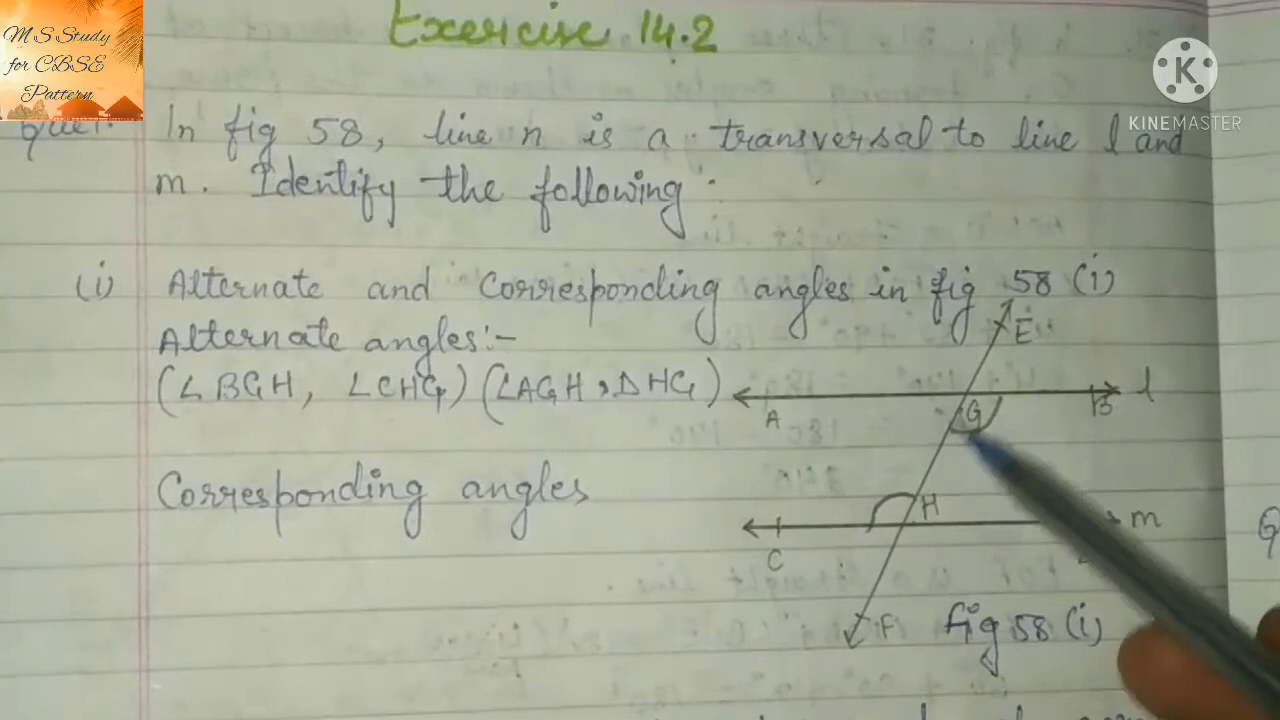 M S Study
for CBSE
Pattern
KINEMASTER
Exercise 14.2
In fig 58, line n is a transversal to line l and
m. Identify the following :
(i) Alternate and Corresponding angles in fig 58 (i)
Alternate angles:-
(∠BGH, ∠CHG) (∠AGH, DHG)
Corresponding angles
E
l
A
G
B
H
m
C
F
fig 58 (i)
G